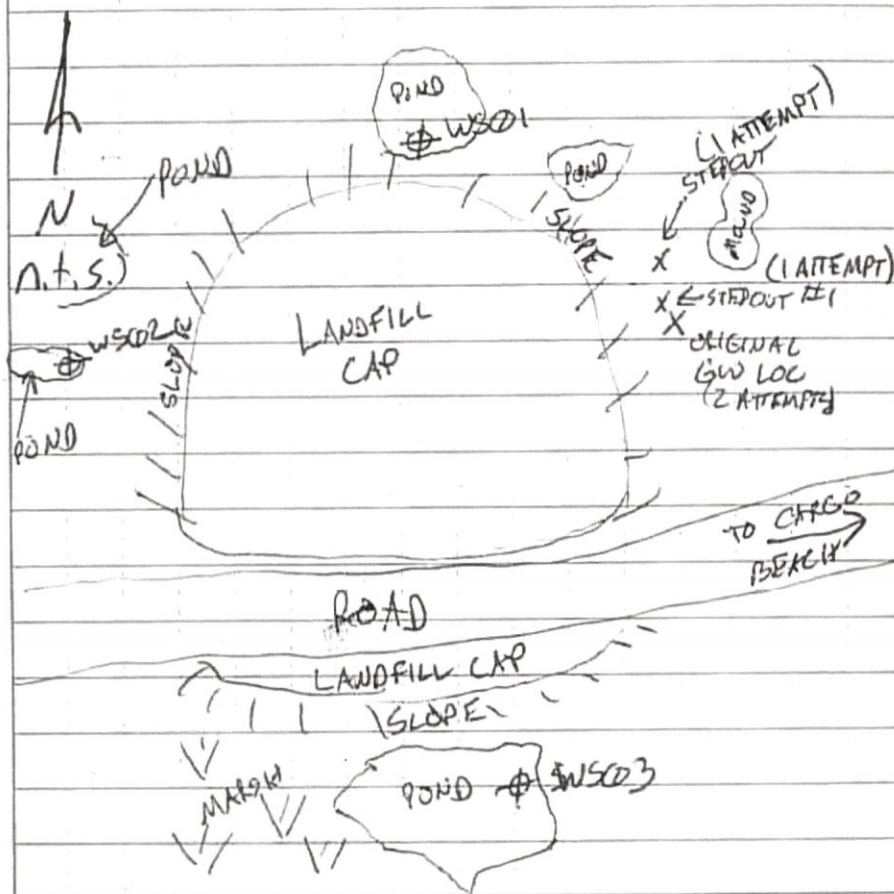 POND
WS01
(1 ATTEMPT)
STEPOUT
POND
POND
N
n.t.s.
SLOPE
MOUND
(1 ATTEMPT)
STEPOUT #1
X
X
X
ORIGINAL
GW LOC
(2 ATTEMPTS)
WS02
SLOPE
POND
LANDFILL
CAP
TO CARGO
BEACH
ROAD
LANDFILL CAP
SLOPE
MARSH
POND
WS03